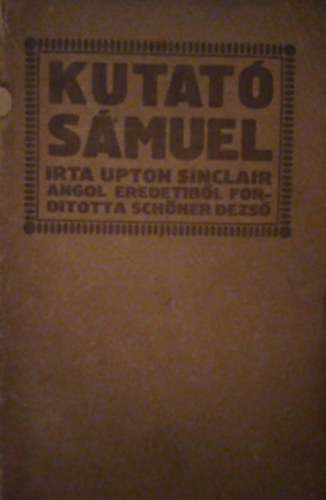 KUTATÓ
SÁMUEL
IRTA UPTON SINCLAIR
ANGOL EREDETIBŐL FOR-
DITOTTA SCHÖNER DEZSŐ